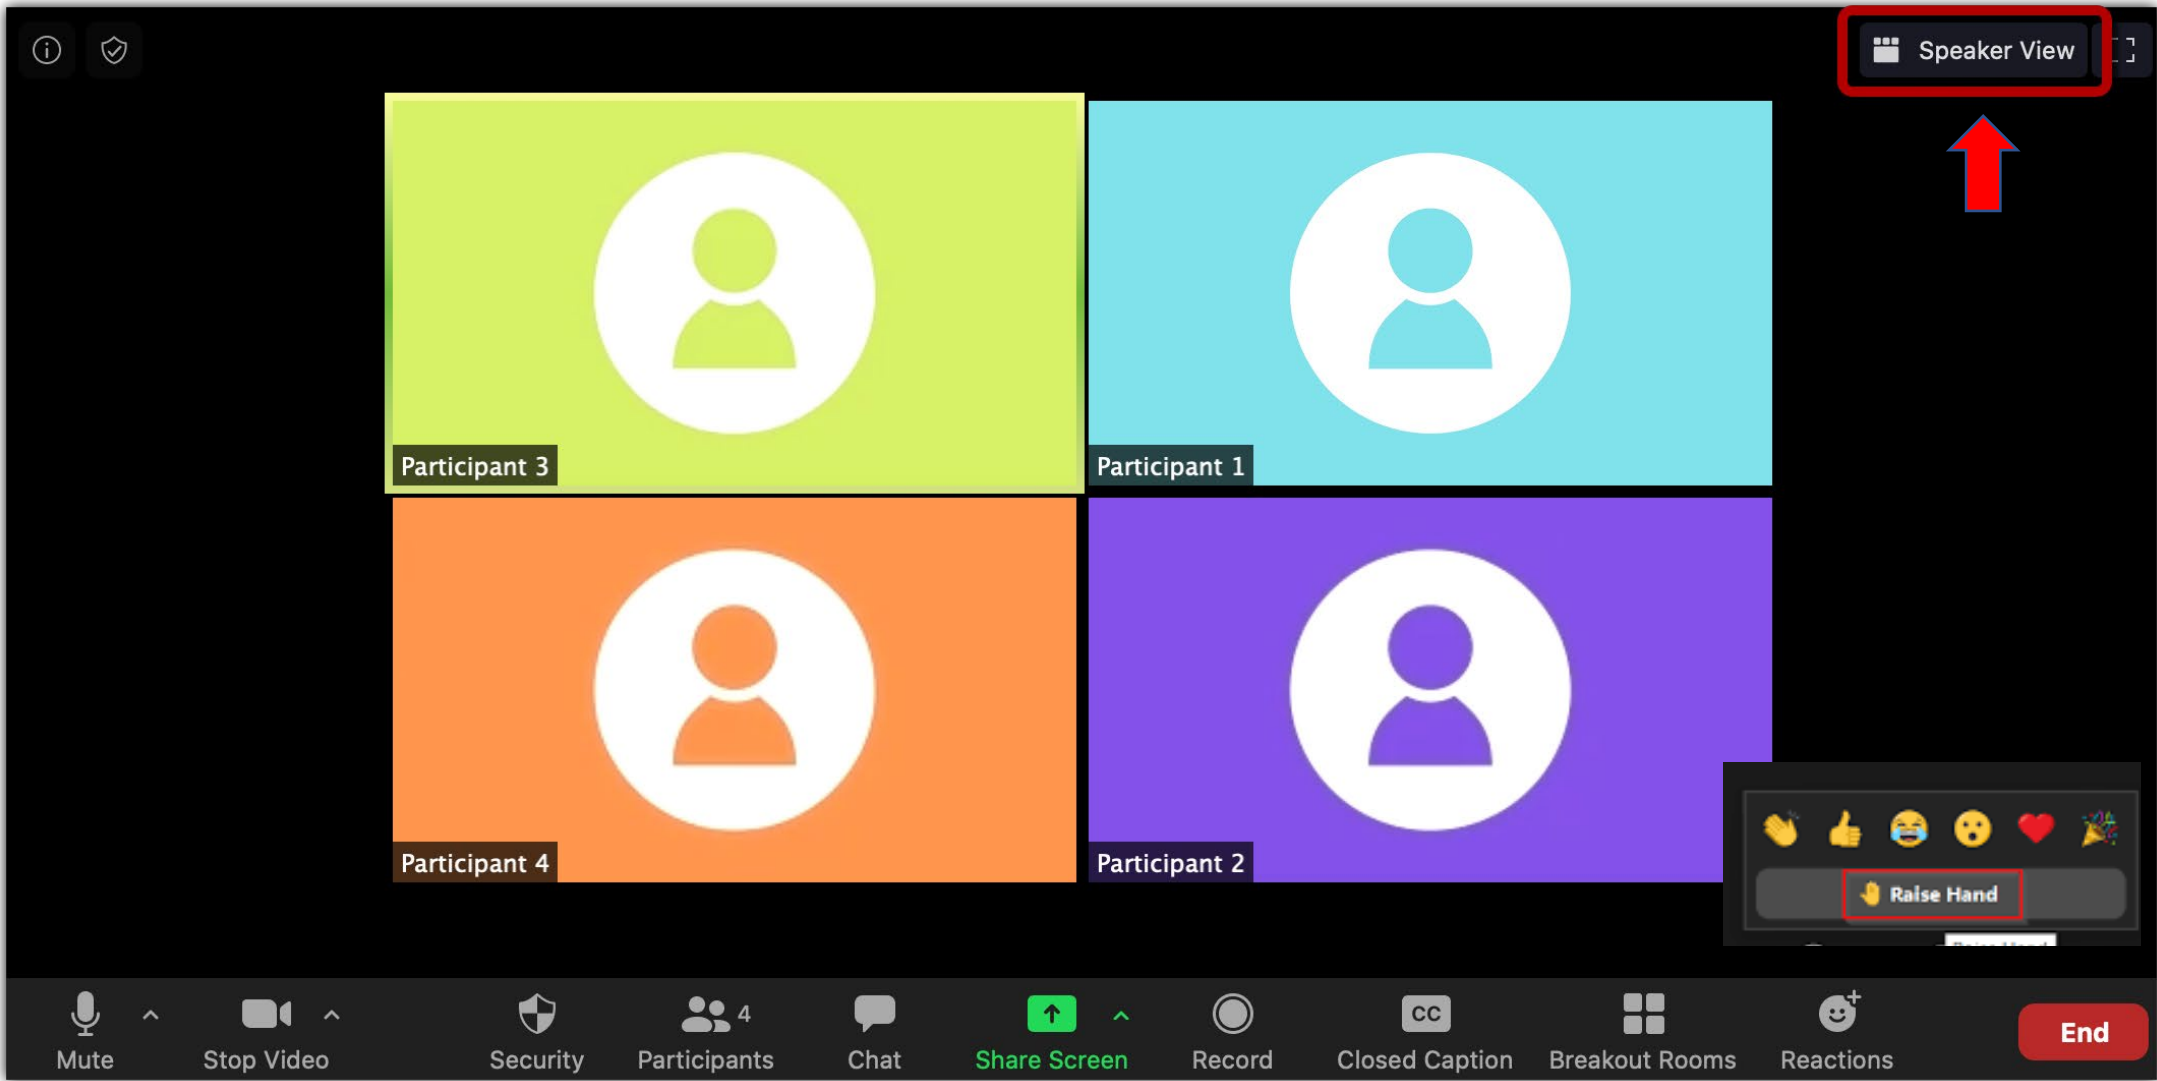 Speaker View
Participant 3
Participant 1
Participant 4
Participant 2
Raise Hand
4
Mute
Stop Video
Security
Participants
Chat
Share Screen
Record
CC
Closed Caption
Breakout Rooms
Reactions
End